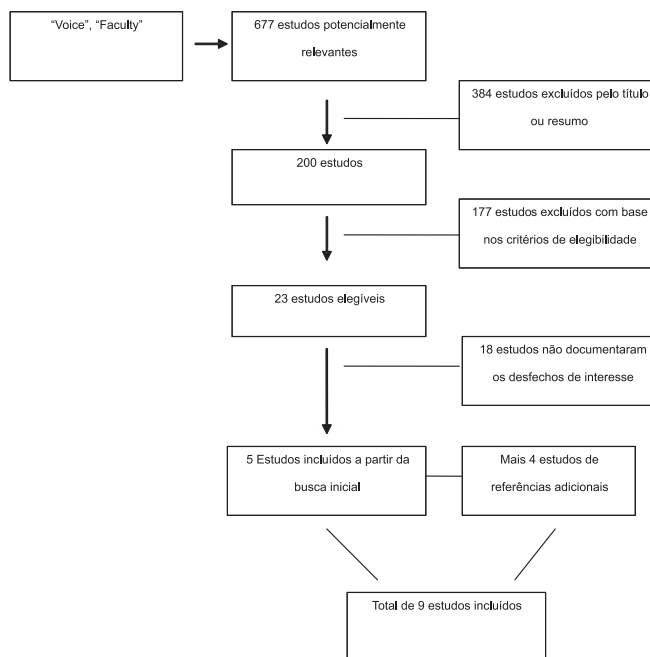 “Voice”, “Faculty”
677 estudos potencialmente
relevantes
384 estudos excluídos pelo título
ou resumo
200 estudos
177 estudos excluídos com base
nos critérios de elegibilidade
23 estudos elegíveis
18 estudos não documentaram
os desfechos de interesse
5 Estudos incluídos a partir da
busca inicial
Mais 4 estudos de
referências adicionais
Total de 9 estudos incluídos